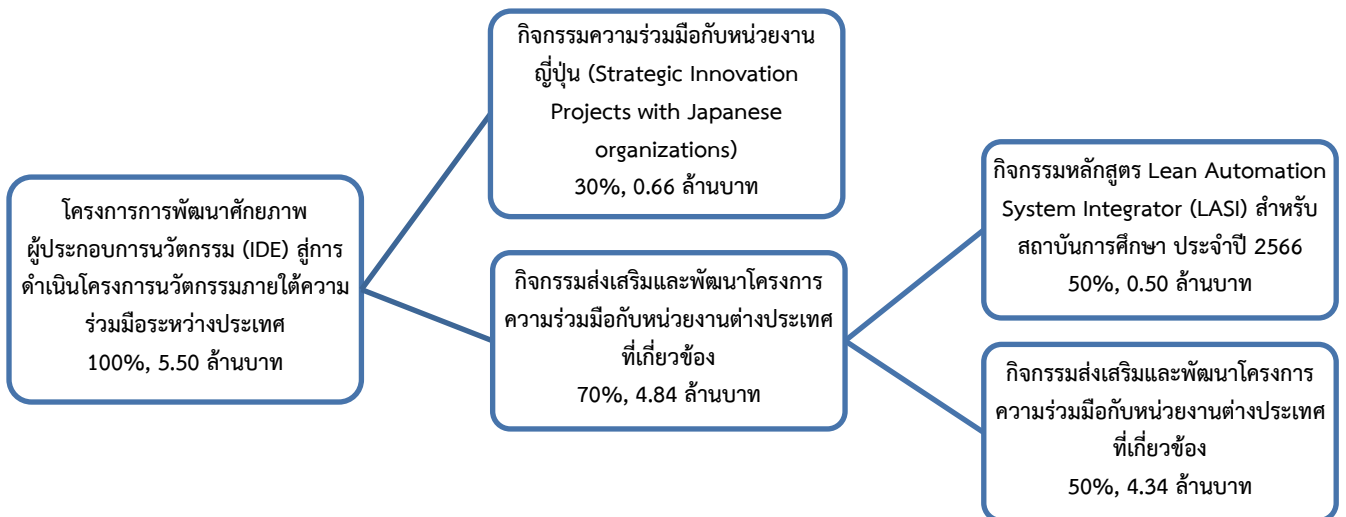 กิจกรรมความร่วมมือกับหน่วยงาน
ญี่ปุ่น (Strategic Innovation
Projects with Japanese
organizations)
30%, 0.66 ล้านบาท
โครงการการพัฒนาศักยภาพ
ผู้ประกอบการนวัตกรรม (IDE) สู่การ
ดำเนินโครงการนวัตกรรมภายใต้ความ
ร่วมมือระหว่างประเทศ
100%, 5.50 ล้านบาท
กิจกรรมส่งเสริมและพัฒนาโครงการ
ความร่วมมือกับหน่วยงานต่างประเทศ
ที่เกี่ยวข้อง
70%, 4.84 ล้านบาท
กิจกรรมหลักสูตร Lean Automation
System Integrator (LASI) สำหรับ
สถาบันการศึกษา ประจำปี 2566
50%, 0.50 ล้านบาท
กิจกรรมส่งเสริมและพัฒนาโครงการ
ความร่วมมือกับหน่วยงานต่างประเทศ
ที่เกี่ยวข้อง
50%, 4.34 ล้านบาท